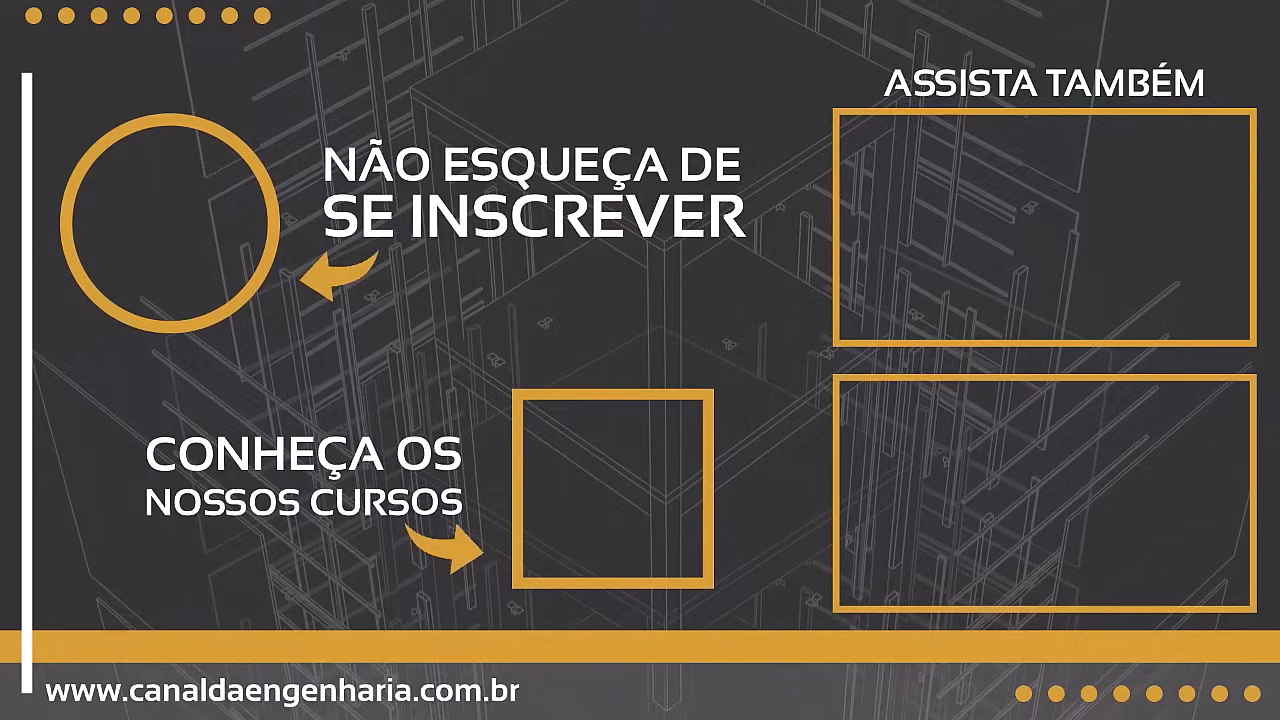 ASSISTA TAMBÉM
NÃO ESQUEÇA DE
SE INSCREVER
CONHEÇA OS
NOSSOS CURSOS
www.canaldaengenharia.com.br